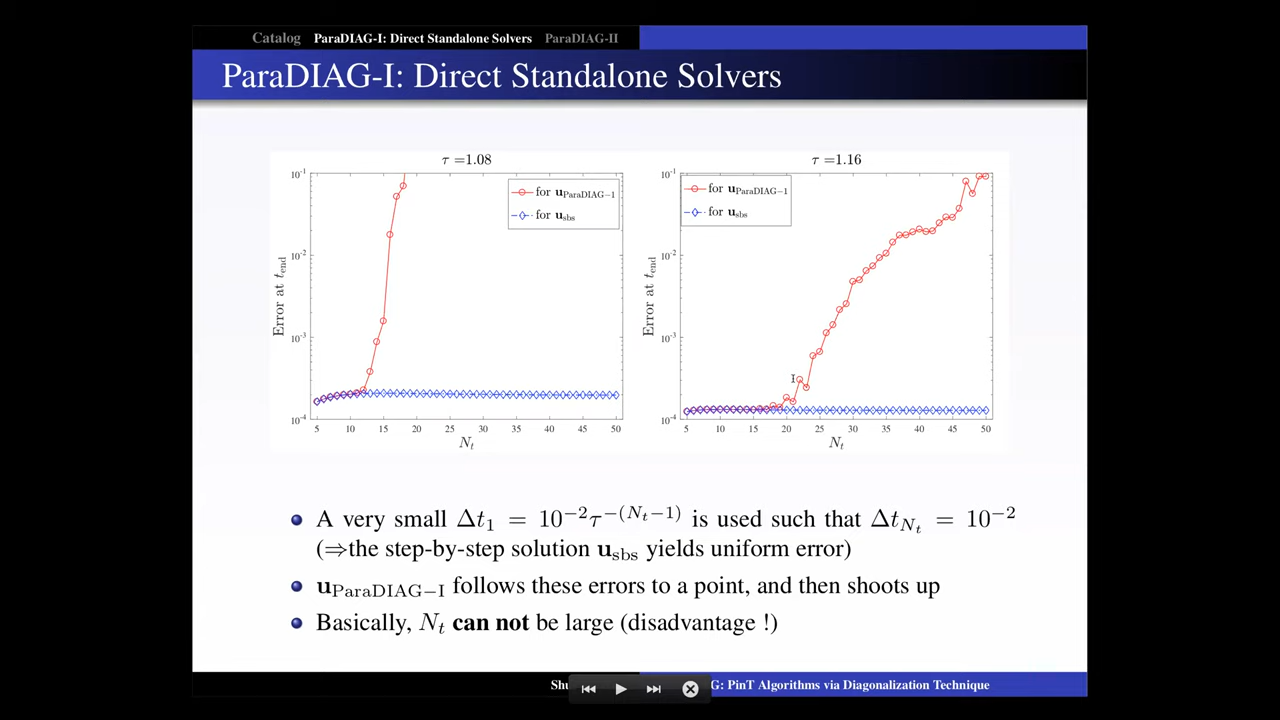 Catalog ParaDIAG-I: Direct Standalone Solvers ParaDIAG-II
ParaDIAG-I: Direct Standalone Solvers
τ =1.08
10⁻¹
10⁻²
10⁻³
10⁻⁴
Error at t_end
for u_ParaDIAG−1
for u_sbs
5 10 15 20 25 30 35 40 45 50
N_t
τ =1.16
10⁻¹
10⁻²
10⁻³
10⁻⁴
Error at t_end
for u_ParaDIAG−1
for u_sbs
5 10 15 20 25 30 35 40 45 50
N_t
A very small Δt₁ = 10⁻²τ^−(N_t−1) is used such that Δt_N_t = 10⁻²
(⇒the step-by-step solution u_sbs yields uniform error)
u_ParaDIAG−I follows these errors to a point, and then shoots up
Basically, N_t can not be large (disadvantage !)
G: PinT Algorithms via Diagonalization Technique